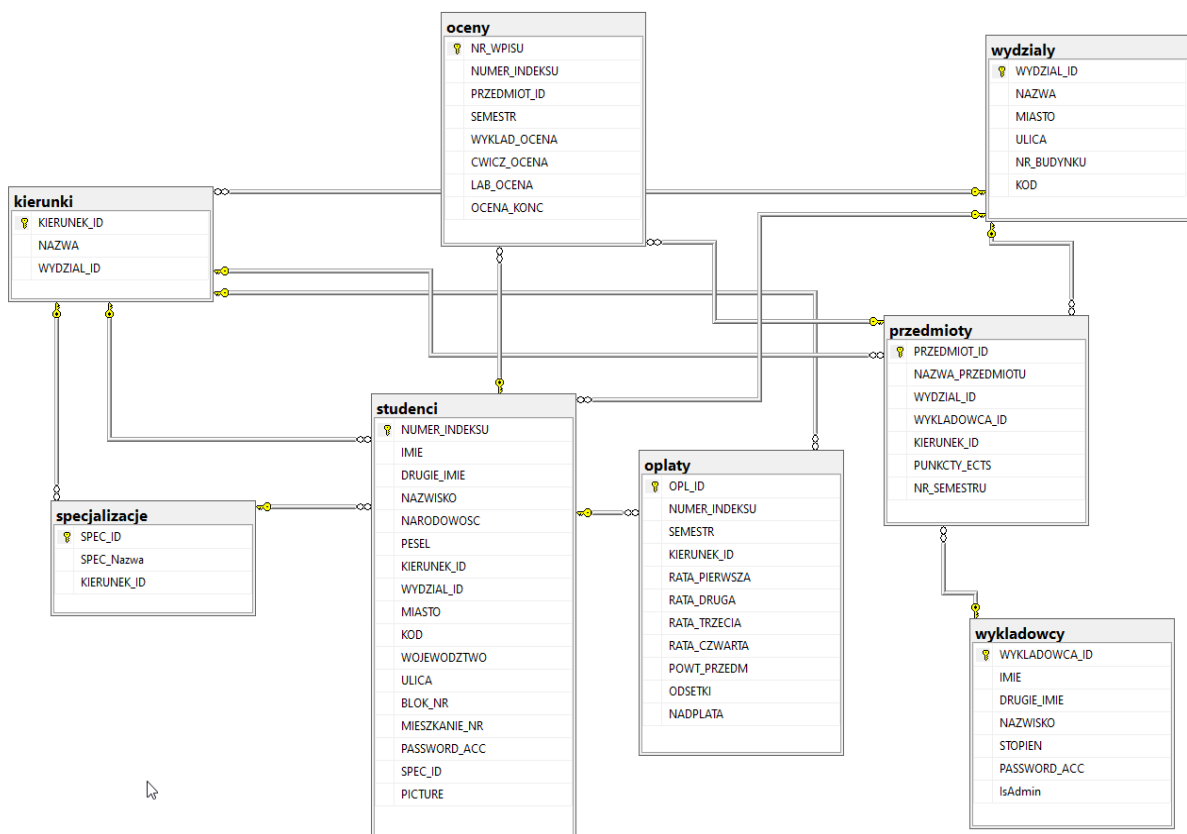 oceny
NR_WPISU
NUMER_INDEKSU
PRZEDMIOT_ID
SEMESTR
WYKLAD_OCENA
CWICZ_OCENA
LAB_OCENA
OCENA_KONC
wydzialy
WYDZIAL_ID
NAZWA
MIASTO
ULICA
NR_BUDYNKU
KOD
kierunki
KIERUNEK_ID
NAZWA
WYDZIAL_ID
przedmioty
PRZEDMIOT_ID
NAZWA_PRZEDMIOTU
WYDZIAL_ID
WYKLADOWCA_ID
KIERUNEK_ID
PUNKCTY_ECTS
NR_SEMESTRU
studenci
NUMER_INDEKSU
IMIE
DRUGIE_IMIE
NAZWISKO
NARODOWOSC
PESEL
KIERUNEK_ID
WYDZIAL_ID
MIASTO
KOD
WOJEWODZTWO
ULICA
BLOK_NR
MIESZKANIE_NR
PASSWORD_ACC
SPEC_ID
PICTURE
oplaty
OPL_ID
NUMER_INDEKSU
SEMESTR
KIERUNEK_ID
RATA_PIERWSZA
RATA_DRUGA
RATA_TRZECIA
RATA_CZWARTA
POWT_PRZEDM
ODSETKI
NADPLATA
specjalizacje
SPEC_ID
SPEC_Nazwa
KIERUNEK_ID
wykladowcy
WYKLADOWCA_ID
IMIE
DRUGIE_IMIE
NAZWISKO
STOPIEN
PASSWORD_ACC
IsAdmin